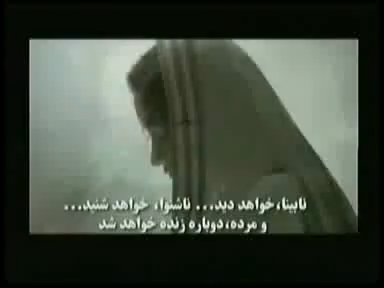 نابینا، خواهد دید... ناشنوا، خواهد شنید...
و مرده، دوباره زنده خواهد شد